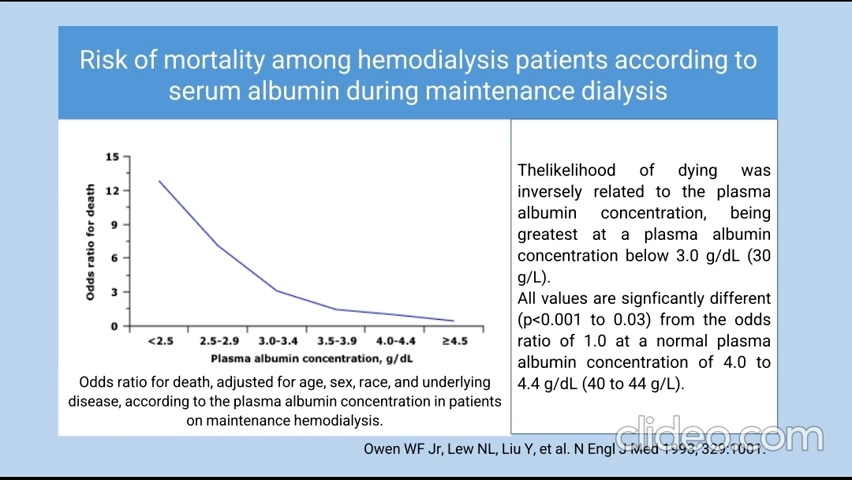 Risk of mortality among hemodialysis patients according to
serum albumin during maintenance dialysis
15
12
9
6
3
0
Odds ratio for death
<2.5 2.5-2.9 3.0-3.4 3.5-3.9 4.0-4.4 ≥4.5
Plasma albumin concentration, g/dL
Odds ratio for death, adjusted for age, sex, race, and underlying
disease, according to the plasma albumin concentration in patients
on maintenance hemodialysis.
Thelikelihood of dying was
inversely related to the plasma
albumin concentration, being
greatest at a plasma albumin
concentration below 3.0 g/dL (30
g/L).
All values are signficantly different
(p<0.001 to 0.03) from the odds
ratio of 1.0 at a normal plasma
albumin concentration of 4.0 to
4.4 g/dL (40 to 44 g/L).
clideo.com
Owen WF Jr, Lew NL, Liu Y, et al. N Engl J Med 1993; 329:1001.